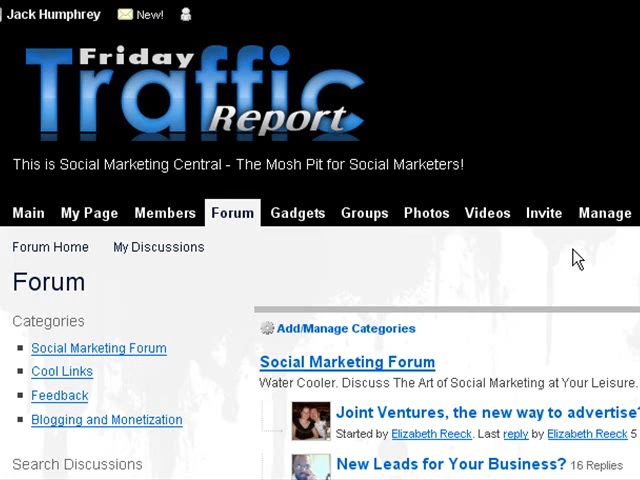 Jack Humphrey New!
Friday
Traffic
Report
This is Social Marketing Central - The Mosh Pit for Social Marketers!
Main My Page Members Forum Gadgets Groups Photos Videos Invite Manage
Forum Home My Discussions
Forum
Categories
Social Marketing Forum
Cool Links
Feedback
Blogging and Monetization
Search Discussions
Add/Manage Categories
Social Marketing Forum
Water Cooler. Discuss The Art of Social Marketing at Your Leisure.
Joint Ventures, the new way to advertise?
Started by Elizabeth Reeck. Last reply by Elizabeth Reeck 5
New Leads for Your Business? 16 Replies